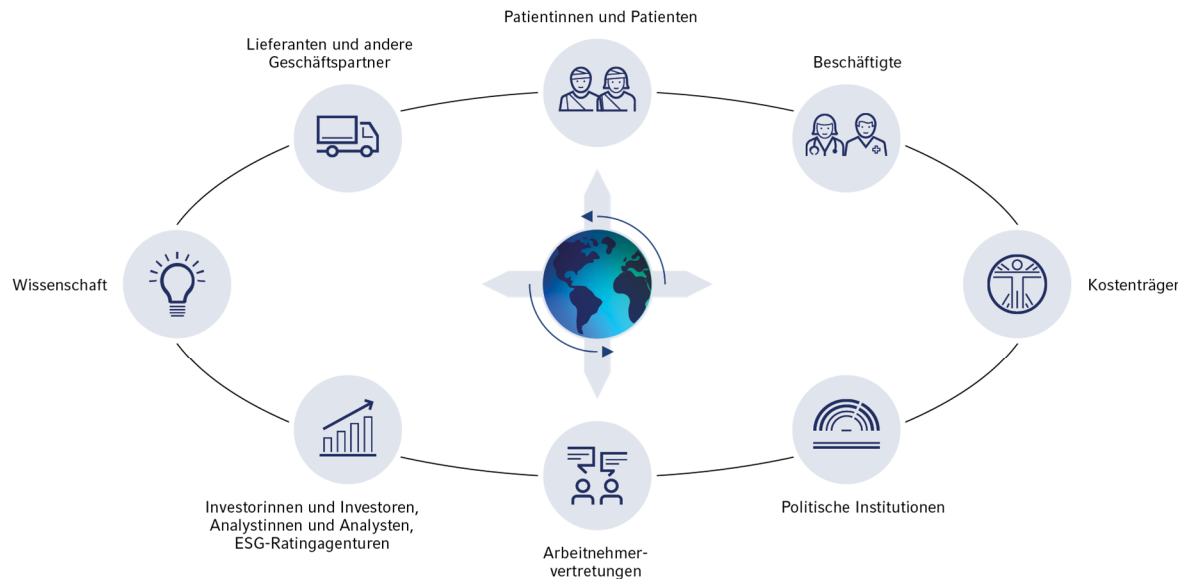 Patientinnen und Patienten
Lieferanten und andere
Geschäftspartner
Beschäftigte
Wissenschaft
Kostenträger
Investorinnen und Investoren,
Analystinnen und Analysten,
ESG-Ratingagenturen
Politische Institutionen
Arbeitnehmer-
vertretungen